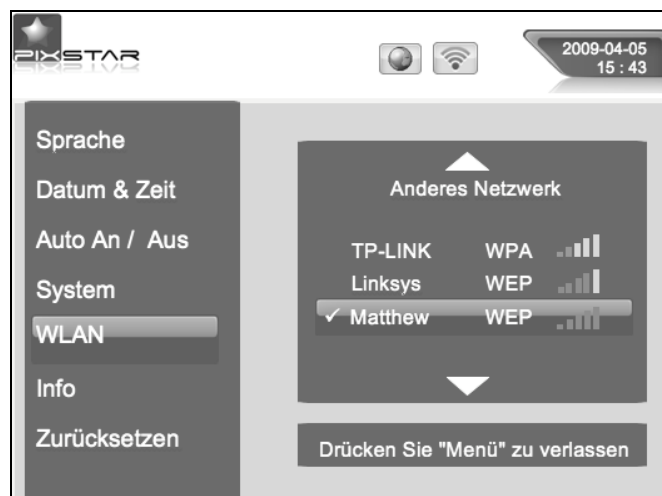 PIXSTAR
2009-04-05
15 : 43
Sprache
Datum & Zeit
Auto An / Aus
System
WLAN
Info
Zurücksetzen
Anderes Netzwerk
TP-LINK WPA
Linksys WEP
✓ Matthew WEP
Drücken Sie "Menü" zu verlassen